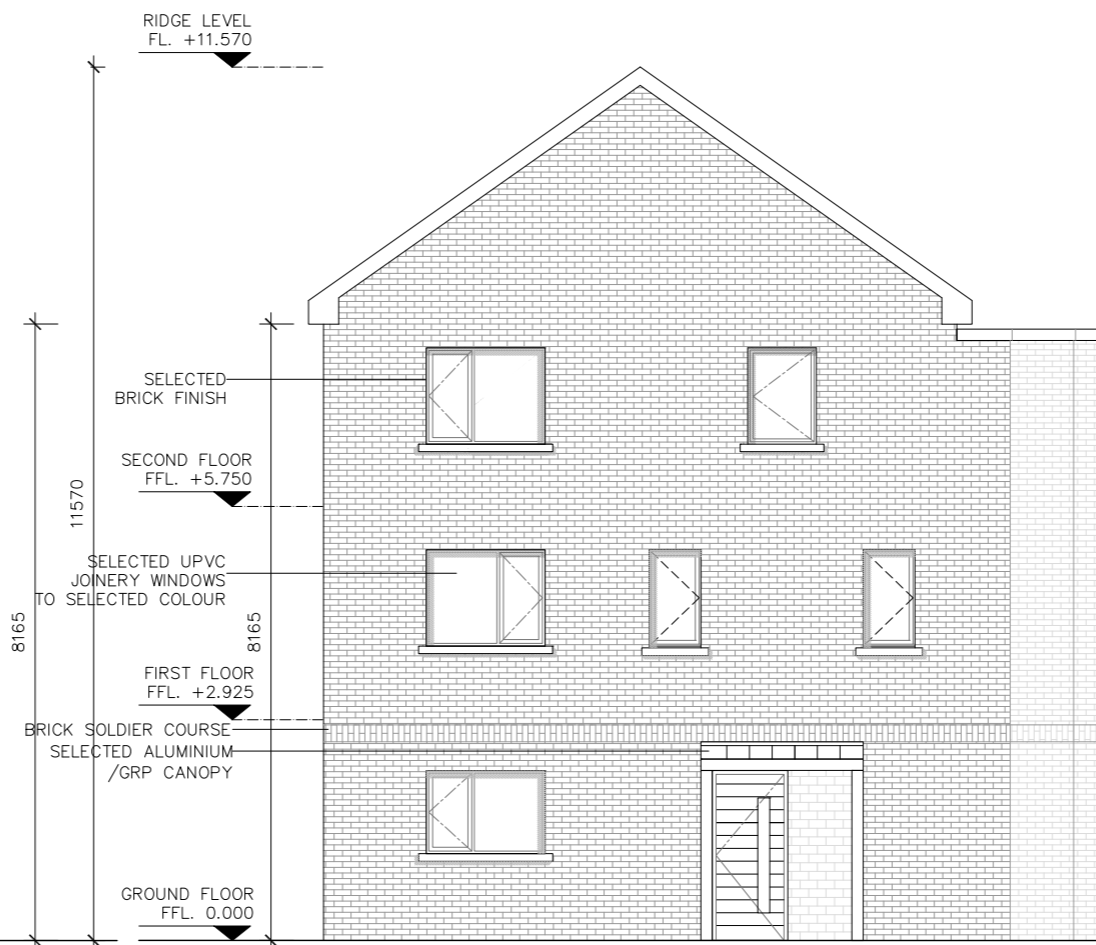 RIDGE LEVEL
FL. +11.570
SELECTED
BRICK FINISH
SECOND FLOOR
FFL. +5.750
11570
SELECTED UPVC
JOINERY WINDOWS
TO SELECTED COLOUR
8165
8165
FIRST FLOOR
FFL. +2.925
BRICK SOLDIER COURSE
SELECTED ALUMINIUM
/GRP CANOPY
GROUND FLOOR
FFL. 0.000